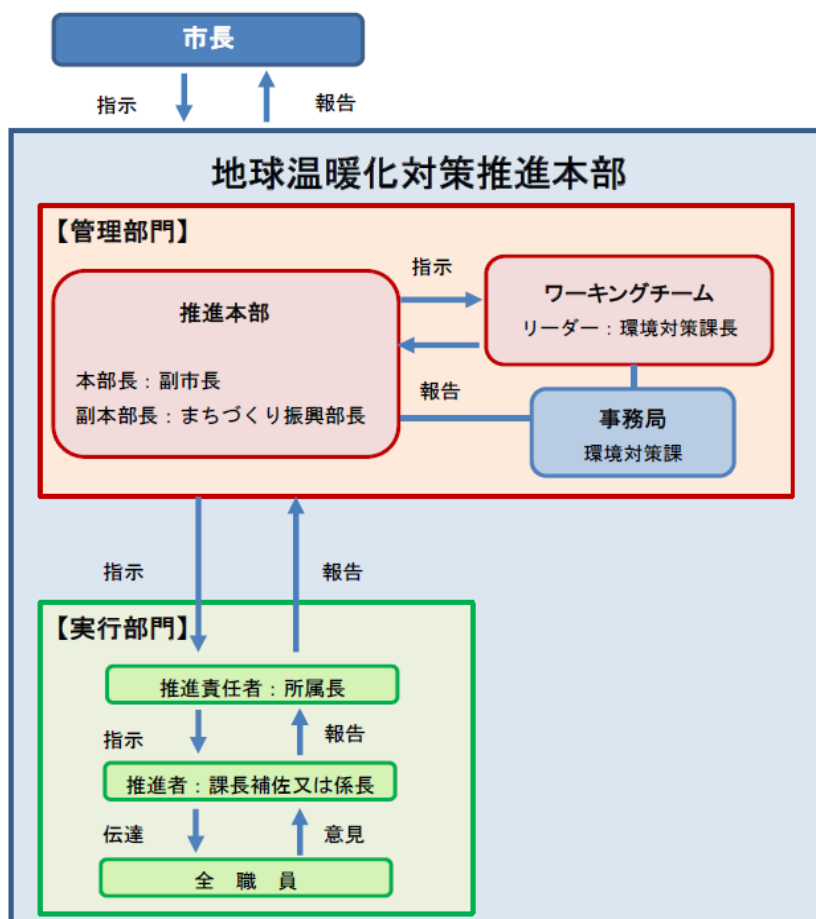 市長
指示
報告
地球温暖化対策推進本部
【管理部門】
推進本部
本部長：副市長
副本部長：まちづくり振興部長
指示
報告
ワーキングチーム
リーダー：環境対策課長
事務局
環境対策課
指示
報告
【実行部門】
推進責任者：所属長
指示
報告
推進者：課長補佐又は係長
伝達
意見
全 職 員